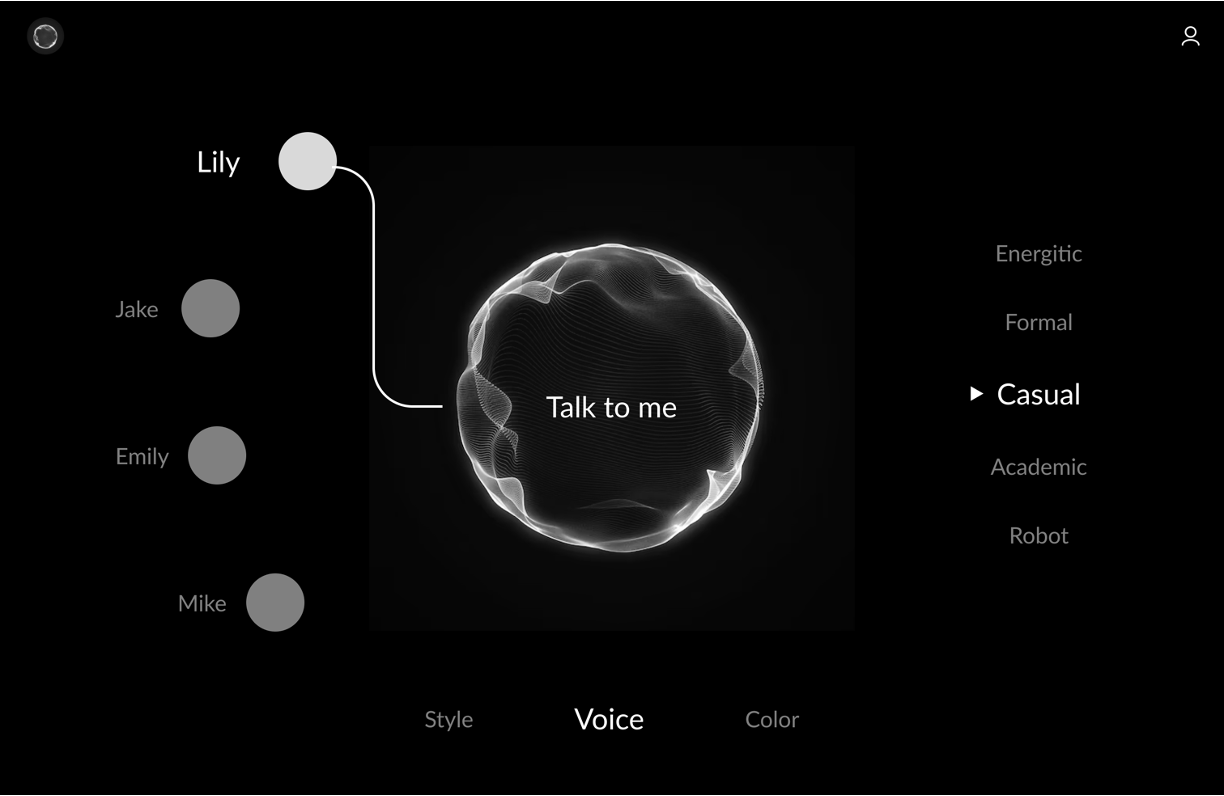 Lily
Jake
Emily
Mike
Talk to me
Energitic
Formal
Casual
Academic
Robot
Style
Voice
Color